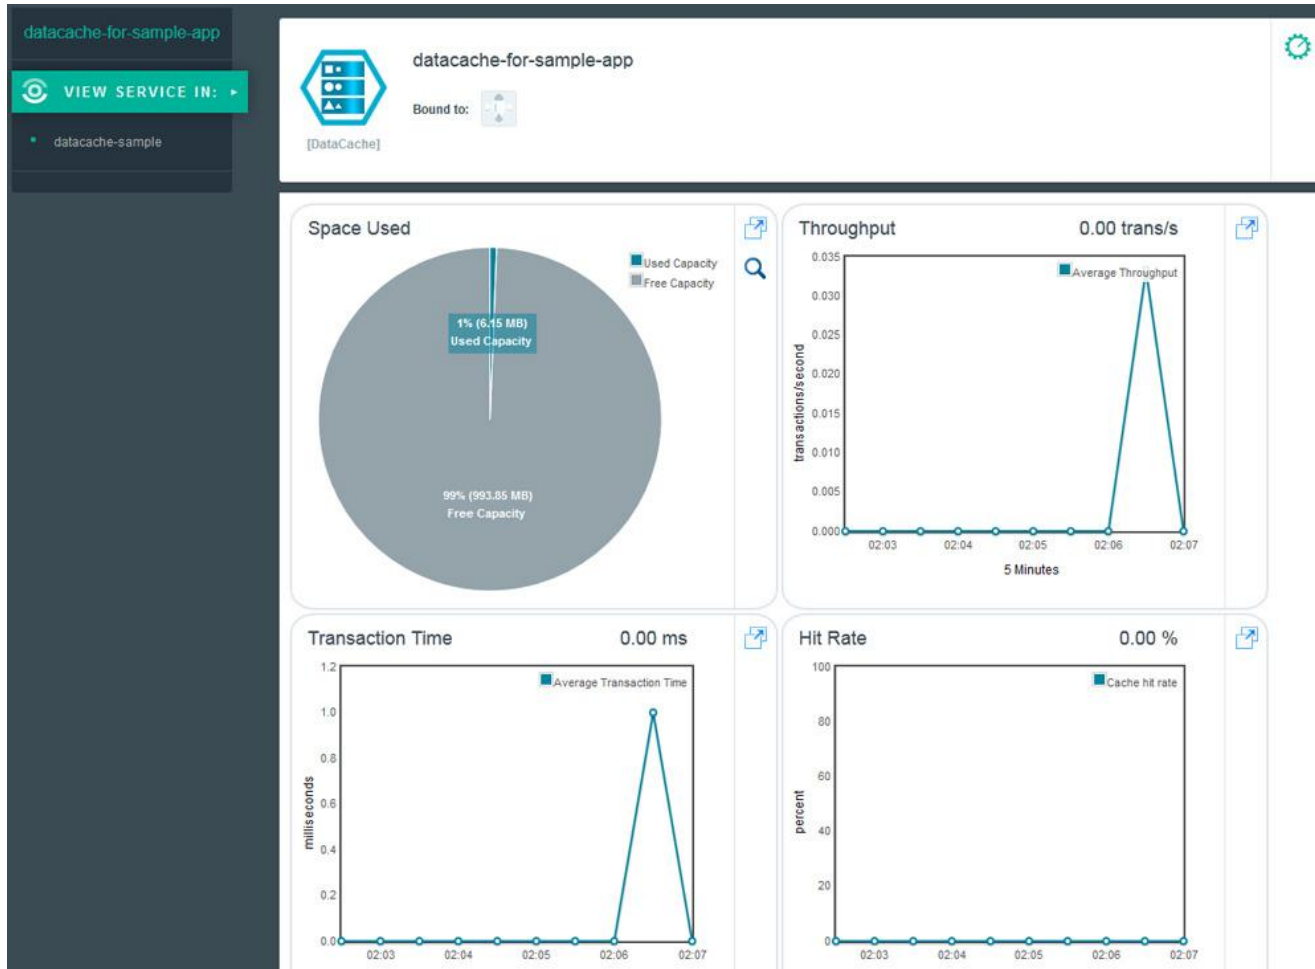 datacache-for-sample-app
VIEW SERVICE IN:
datacache-sample
datacache-for-sample-app
Bound to:
[DataCache]
Space Used
Used Capacity
Free Capacity
1% (6.15 MB)
Used Capacity
99% (993.85 MB)
Free Capacity
Throughput 0.00 trans/s
Average Throughput
transactions/second
0.035
0.030
0.025
0.020
0.015
0.010
0.005
0.000
02:03 02:04 02:05 02:06 02:07
5 Minutes
Transaction Time 0.00 ms
Average Transaction Time
milliseconds
1.2
1.0
0.8
0.6
0.4
0.2
0.0
02:03 02:04 02:05 02:06 02:07
Hit Rate 0.00 %
Cache hit rate
percent
100
80
60
40
20
0
02:03 02:04 02:05 02:06 02:07